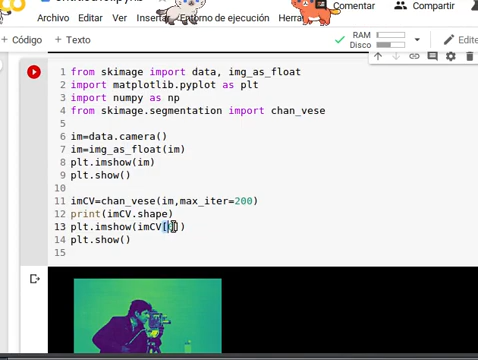 Comentar
Compartir
Archivo Editar Ver Insertar Entorno de ejecución
+ Código + Texto
RAM
Disco
1 from skimage import data, img_as_float
2 import matplotlib.pyplot as plt
3 import numpy as np
4 from skimage.segmentation import chan_vese
5
6 im=data.camera()
7 im=img_as_float(im)
8 plt.imshow(im)
9 plt.show()
10
11 imCV=chan_vese(im,max_iter=200)
12 print(imCV.shape)
13 plt.imshow(imCV[])
14 plt.show()
15